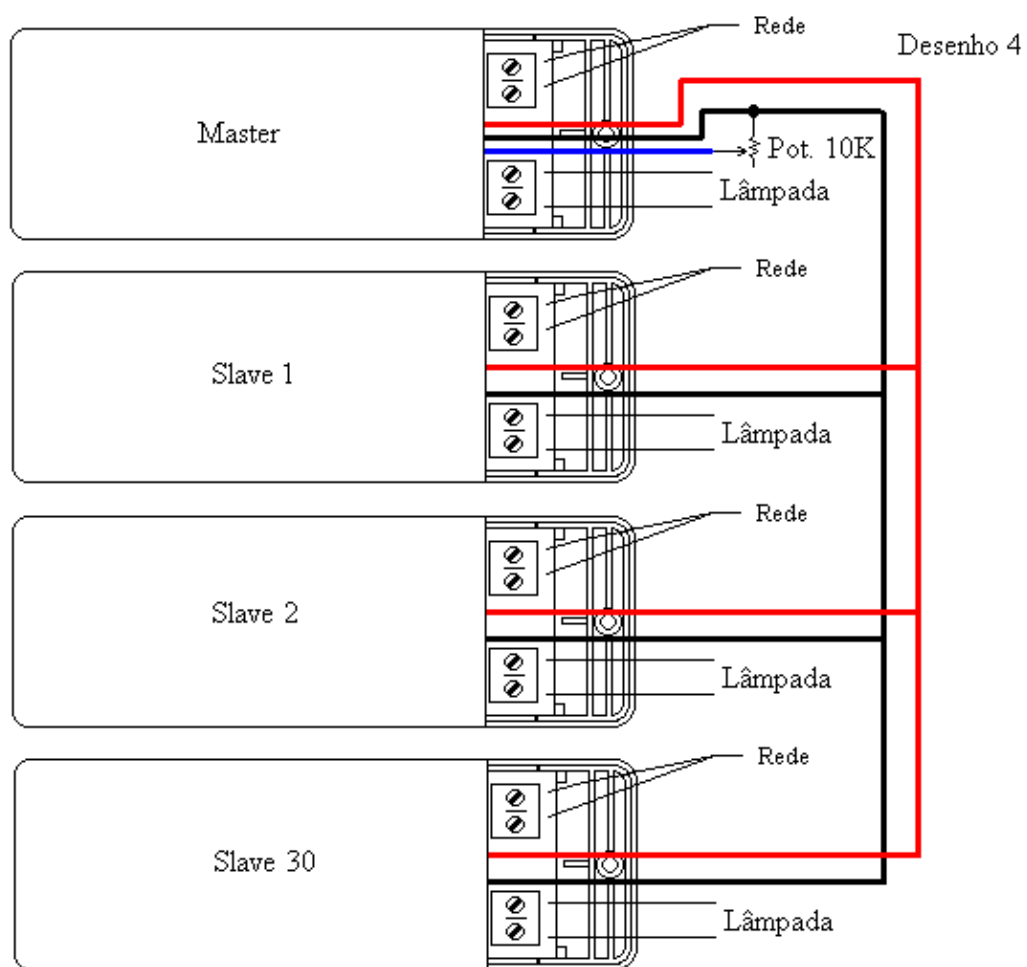 Rede
Desenho 4
Master
Pot. 10K
Lâmpada
Rede
Slave 1
Lâmpada
Rede
Slave 2
Lâmpada
Rede
Slave 30
Lâmpada